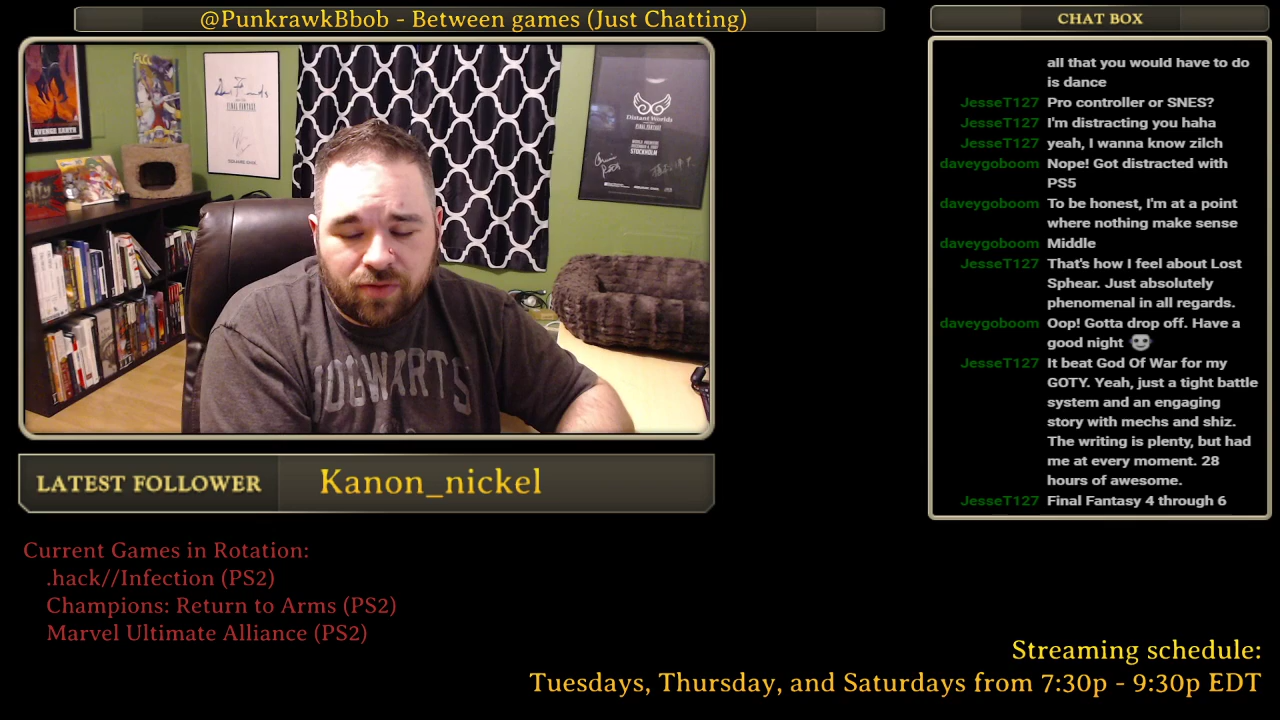 @PunkrawkBbob - Between games (Just Chatting)
CHAT BOX
all that you would have to do
is dance
JesseT127 Pro controller or SNES?
JesseT127 I'm distracting you haha
JesseT127 yeah, I wanna know zilch
daveygoboom Nope! Got distracted with
PS5
daveygoboom To be honest, I'm at a point
where nothing make sense
daveygoboom Middle
JesseT127 That's how I feel about Lost
Sphear. Just absolutely
phenomenal in all regards.
daveygoboom Oop! Gotta drop off. Have a
good night
JesseT127 It beat God Of War for my
GOTY. Yeah, just a tight battle
system and an engaging
story with mechs and shiz.
The writing is plenty, but had
me at every moment. 28
hours of awesome.
JesseT127 Final Fantasy 4 through 6
AVENGE EARTH
FLCL
FINAL FANTASY
Distant Worlds
FINAL FANTASY
STOCKHOLM
HOGWARTS
LATEST FOLLOWER
Kanon_nickel
Current Games in Rotation:
.hack//Infection (PS2)
Champions: Return to Arms (PS2)
Marvel Ultimate Alliance (PS2)
Streaming schedule:
Tuesdays, Thursday, and Saturdays from 7:30p - 9:30p EDT